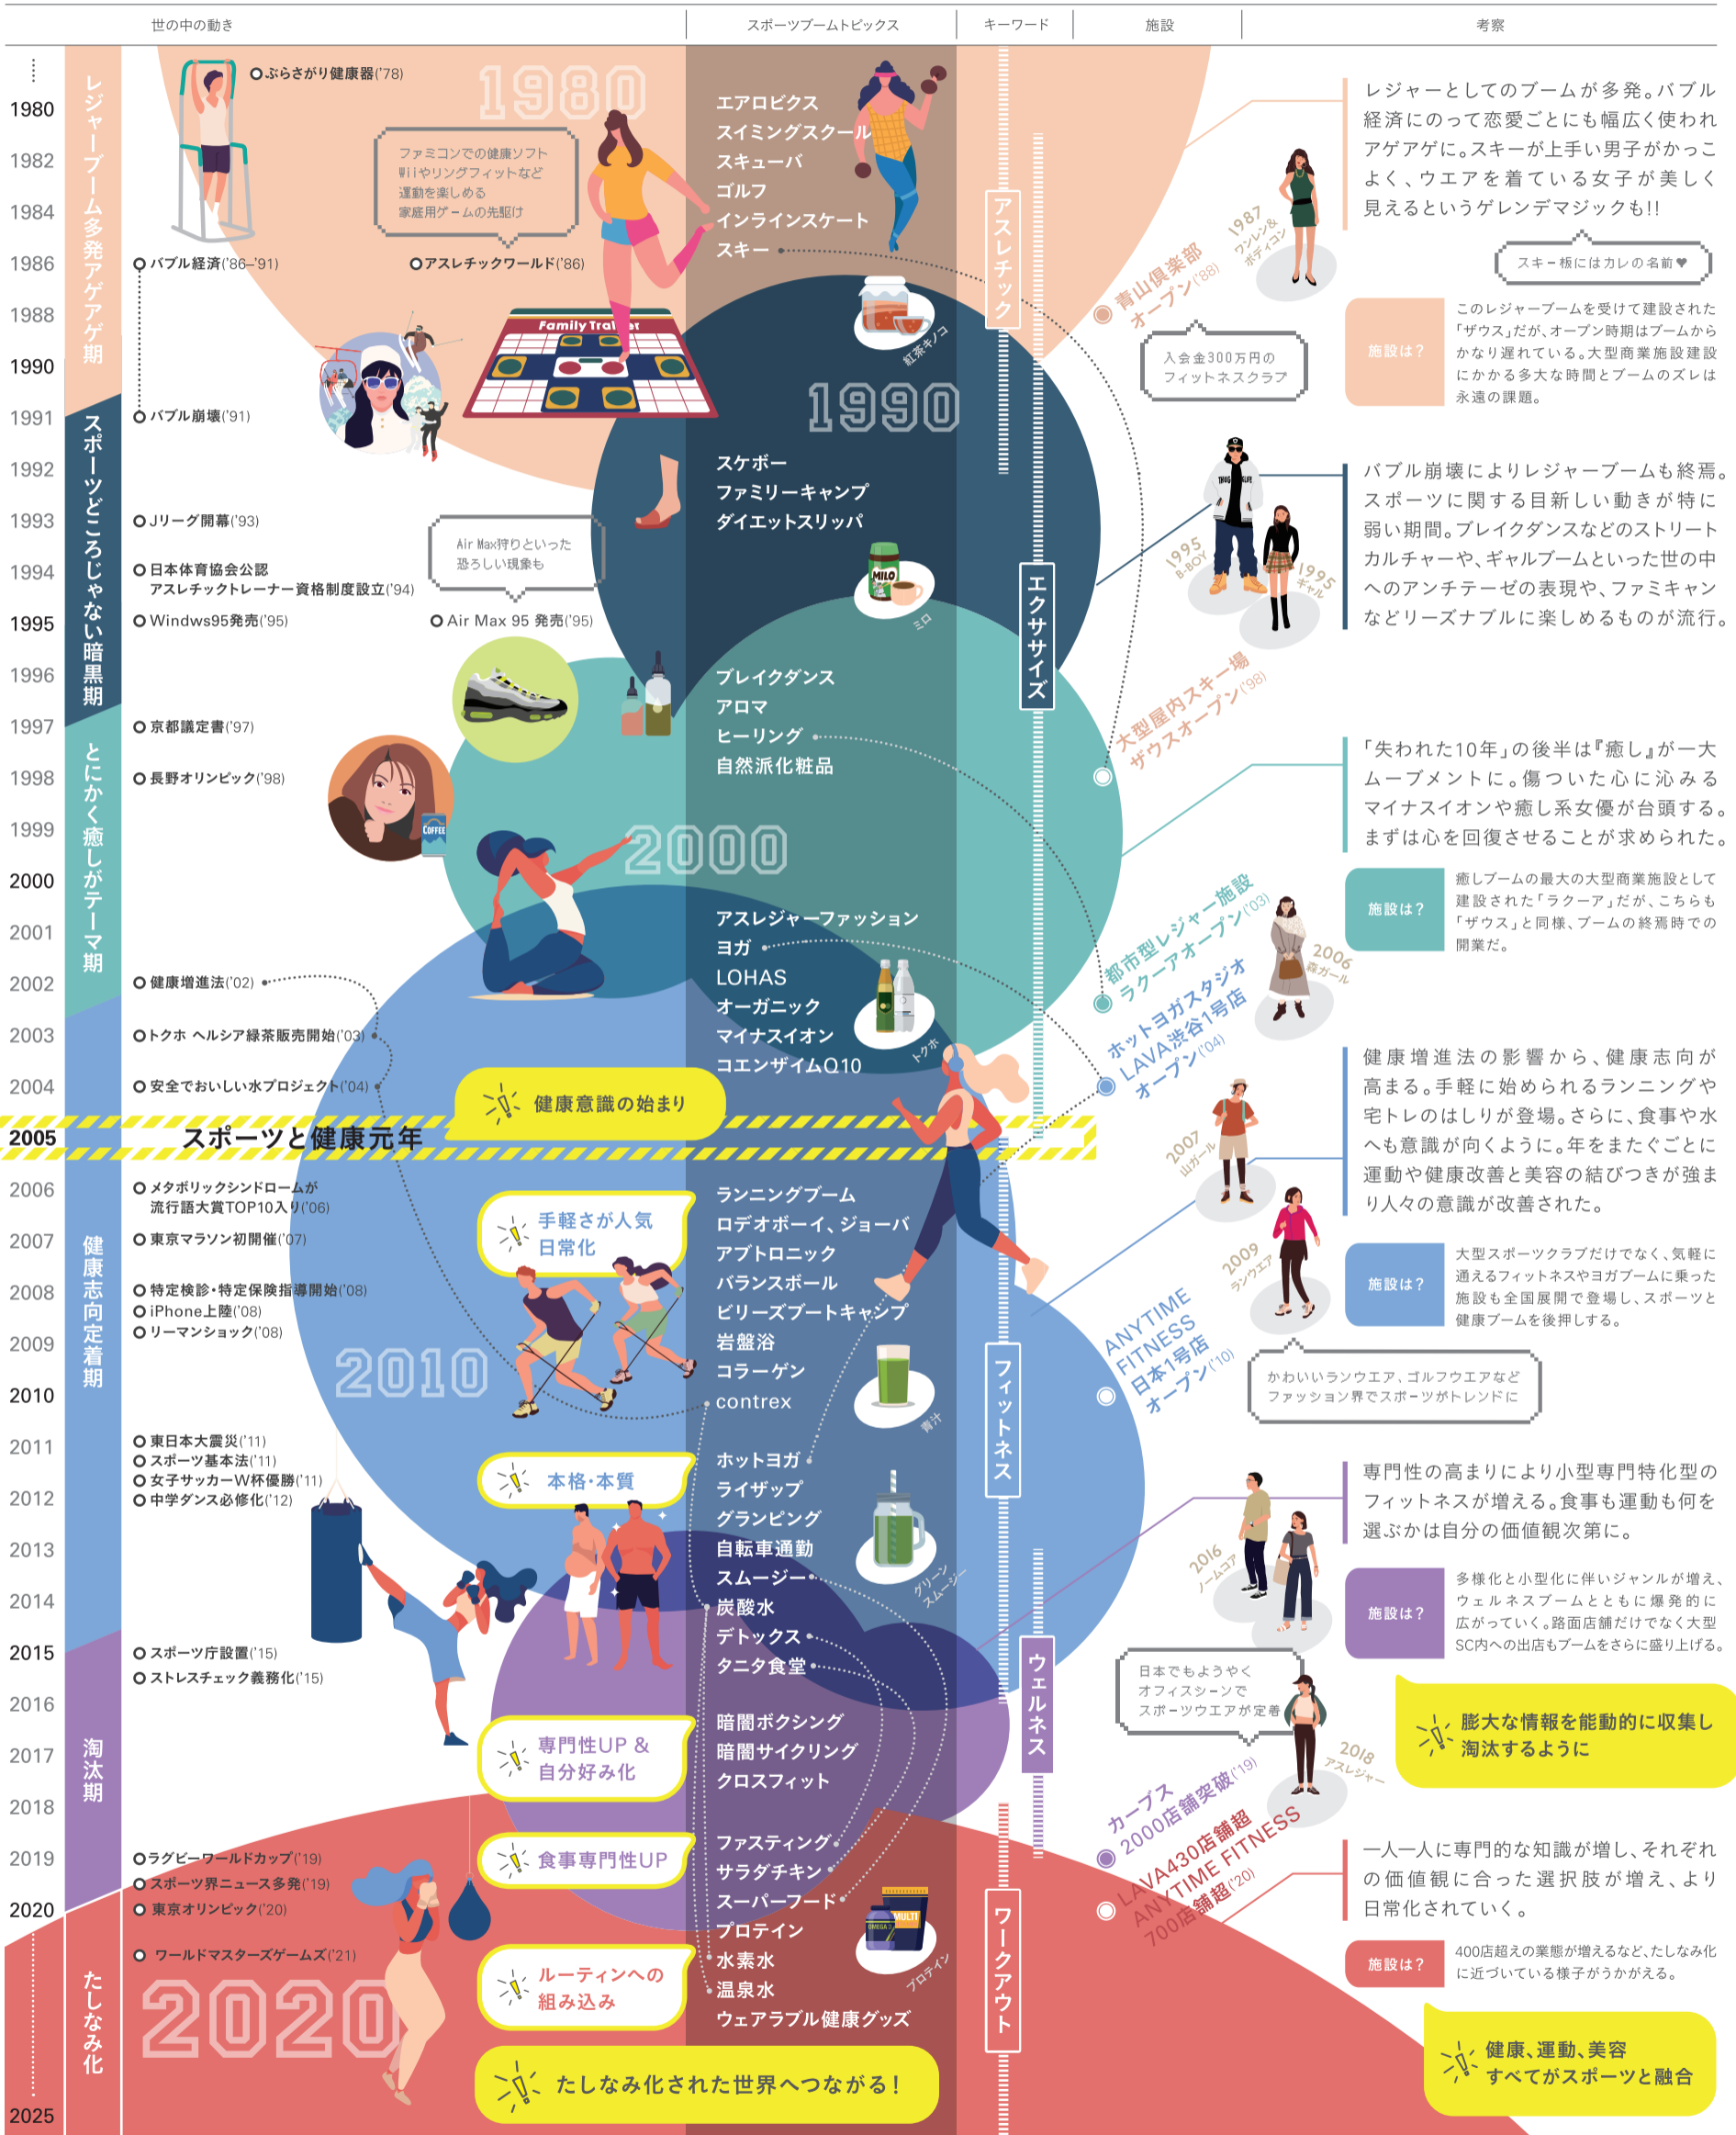 世の中の動き
スポーツブームトピックス
キーワード
施設
考察
1980
1982
1984
1986
1988
1990
1991
1992
1993
1994
1995
1996
1997
1998
1999
2000
2001
2002
2003
2004
2005
2006
2007
2008
2009
2010
2011
2012
2013
2014
2015
2016
2017
2018
2019
2020
2025
レジャーブーム多発アゲアゲ期
スポーツどころじゃない暗黒期
とにかく癒しがテーマ期
健康志向定着期
淘汰期
たしなみ化
ぶらさがり健康器('78)
1980
ファミコンでの健康ソフト
Wiiやリングフィットなど
運動を楽しめる
家庭用ゲームの先駆け
バブル経済('86–'91)
アスレチックワールド('86)
Family Trainer
バブル崩壊('91)
Jリーグ開幕('93)
Air Max狩りといった
恐ろしい現象も
日本体育協会公認
アスレチックトレーナー資格制度設立('94)
Windws95発売('95)
Air Max 95 発売('95)
京都議定書('97)
長野オリンピック('98)
COFFEE
2000
健康増進法('02)
トクホ ヘルシア緑茶販売開始('03)
安全でおいしい水プロジェクト('04)
健康意識の始まり
スポーツと健康元年
メタボリックシンドロームが
流行語大賞TOP10入り('06)
東京マラソン初開催('07)
手軽さが人気
日常化
特定検診・特定保険指導開始('08)
iPhone上陸('08)
リーマンショック('08)
2010
東日本大震災('11)
スポーツ基本法('11)
女子サッカーW杯優勝('11)
中学ダンス必修化('12)
本格・本質
スポーツ庁設置('15)
ストレスチェック義務化('15)
専門性UP &
自分好み化
ラグビーワールドカップ('19)
スポーツ界ニュース多発('19)
東京オリンピック('20)
食事専門性UP
ワールドマスターズゲームズ('21)
2020
ルーティンへの
組み込み
たしなみ化された世界へつながる!
エアロビクス
スイミングスクール
スキューバ
ゴルフ
インラインスケート
スキー
紅茶キノコ
1990
スケボー
ファミリーキャンプ
ダイエットスリッパ
MILO
ミロ
ブレイクダンス
アロマ
ヒーリング
自然派化粧品
アスレジャーファッション
ヨガ
LOHAS
オーガニック
マイナスイオン
コエンザイムQ10
トクホ
ランニングブーム
ロデオボーイ、ジョーバ
アブトロニック
バランスボール
ビリーズブートキャンプ
岩盤浴
コラーゲン
contrex
青汁
ホットヨガ
ライザップ
グランピング
自転車通勤
スムージー
炭酸水
デトックス
タニタ食堂
グリーン
スムージー
暗闇ボクシング
暗闇サイクリング
クロスフィット
ファスティング
サラダチキン
スーパーフード
プロテイン
水素水
温泉水
ウェアラブル健康グッズ
OMEGA 3
MULTI
プロテイン
アスレチック
エクササイズ
フィットネス
ウェルネス
ワークアウト
青山倶楽部
オープン('88)
入会金300万円の
フィットネスクラブ
大型屋内スキー場
ザウスオープン('98)
都市型レジャー施設
ラクーアオープン('03)
ホットヨガスタジオ
LAVA渋谷1号店
オープン('04)
ANYTIME
FITNESS
日本1号店
オープン('10)
カーブス
2000店舗突破('19)
LAVA430店舗超
ANYTIME FITNESS
700店舗超('20)
1987
ワンレン&
ボディコン
1995
B-BOY
THUG LIFE
1995
ギャル
2006
森ガール
2007
山ガール
2009
ランウエア
かわいいランウエア、ゴルフウエアなど
ファッション界でスポーツがトレンドに
2016
ノームコア
日本でもようやく
オフィスシーンで
スポーツウエアが定着
2018
アスレジャー
レジャーとしてのブームが多発。バブル
経済にのって恋愛ごとにも幅広く使われ
アゲアゲに。スキーが上手い男子がかっこ
よく、ウエアを着ている女子が美しく
見えるというゲレンデマジックも!!
スキー板にはカレの名前♥
施設は?
このレジャーブームを受けて建設された
「ザウス」だが、オープン時期はブームから
かなり遅れている。大型商業施設建設
にかかる多大な時間とブームのズレは
永遠の課題。
バブル崩壊によりレジャーブームも終焉。
スポーツに関する目新しい動きが特に
弱い期間。ブレイクダンスなどのストリート
カルチャーや、ギャルブームといった世の中
へのアンチテーゼの表現や、ファミキャン
などリーズナブルに楽しめるものが流行。
「失われた10年」の後半は『癒し』が一大
ムーブメントに。傷ついた心に沁みる
マイナスイオンや癒し系女優が台頭する。
まずは心を回復させることが求められた。
施設は?
癒しブームの最大の大型商業施設として
建設された「ラクーア」だが、こちらも
「ザウス」と同様、ブームの終焉時での
開業だ。
健康増進法の影響から、健康志向が
高まる。手軽に始められるランニングや
宅トレのはしりが登場。さらに、食事や水
へも意識が向くように。年をまたぐごとに
運動や健康改善と美容の結びつきが強ま
り人々の意識が改善された。
施設は?
大型スポーツクラブだけでなく、気軽に
通えるフィットネスやヨガブームに乗った
施設も全国展開で登場し、スポーツと
健康ブームを後押しする。
専門性の高まりにより小型専門特化型の
フィットネスが増える。食事も運動も何を
選ぶかは自分の価値観次第に。
施設は?
多様化と小型化に伴いジャンルが増え、
ウェルネスブームとともに爆発的に
広がっていく。路面店舗だけでなく大型
SC内への出店もブームをさらに盛り上げる。
膨大な情報を能動的に収集し
淘汰するように
一人一人に専門的な知識が増し、それぞれ
の価値観に合った選択肢が増え、より
日常化されていく。
施設は?
400店超えの業態が増えるなど、たしなみ化
に近づいている様子がうかがえる。
健康、運動、美容
すべてがスポーツと融合